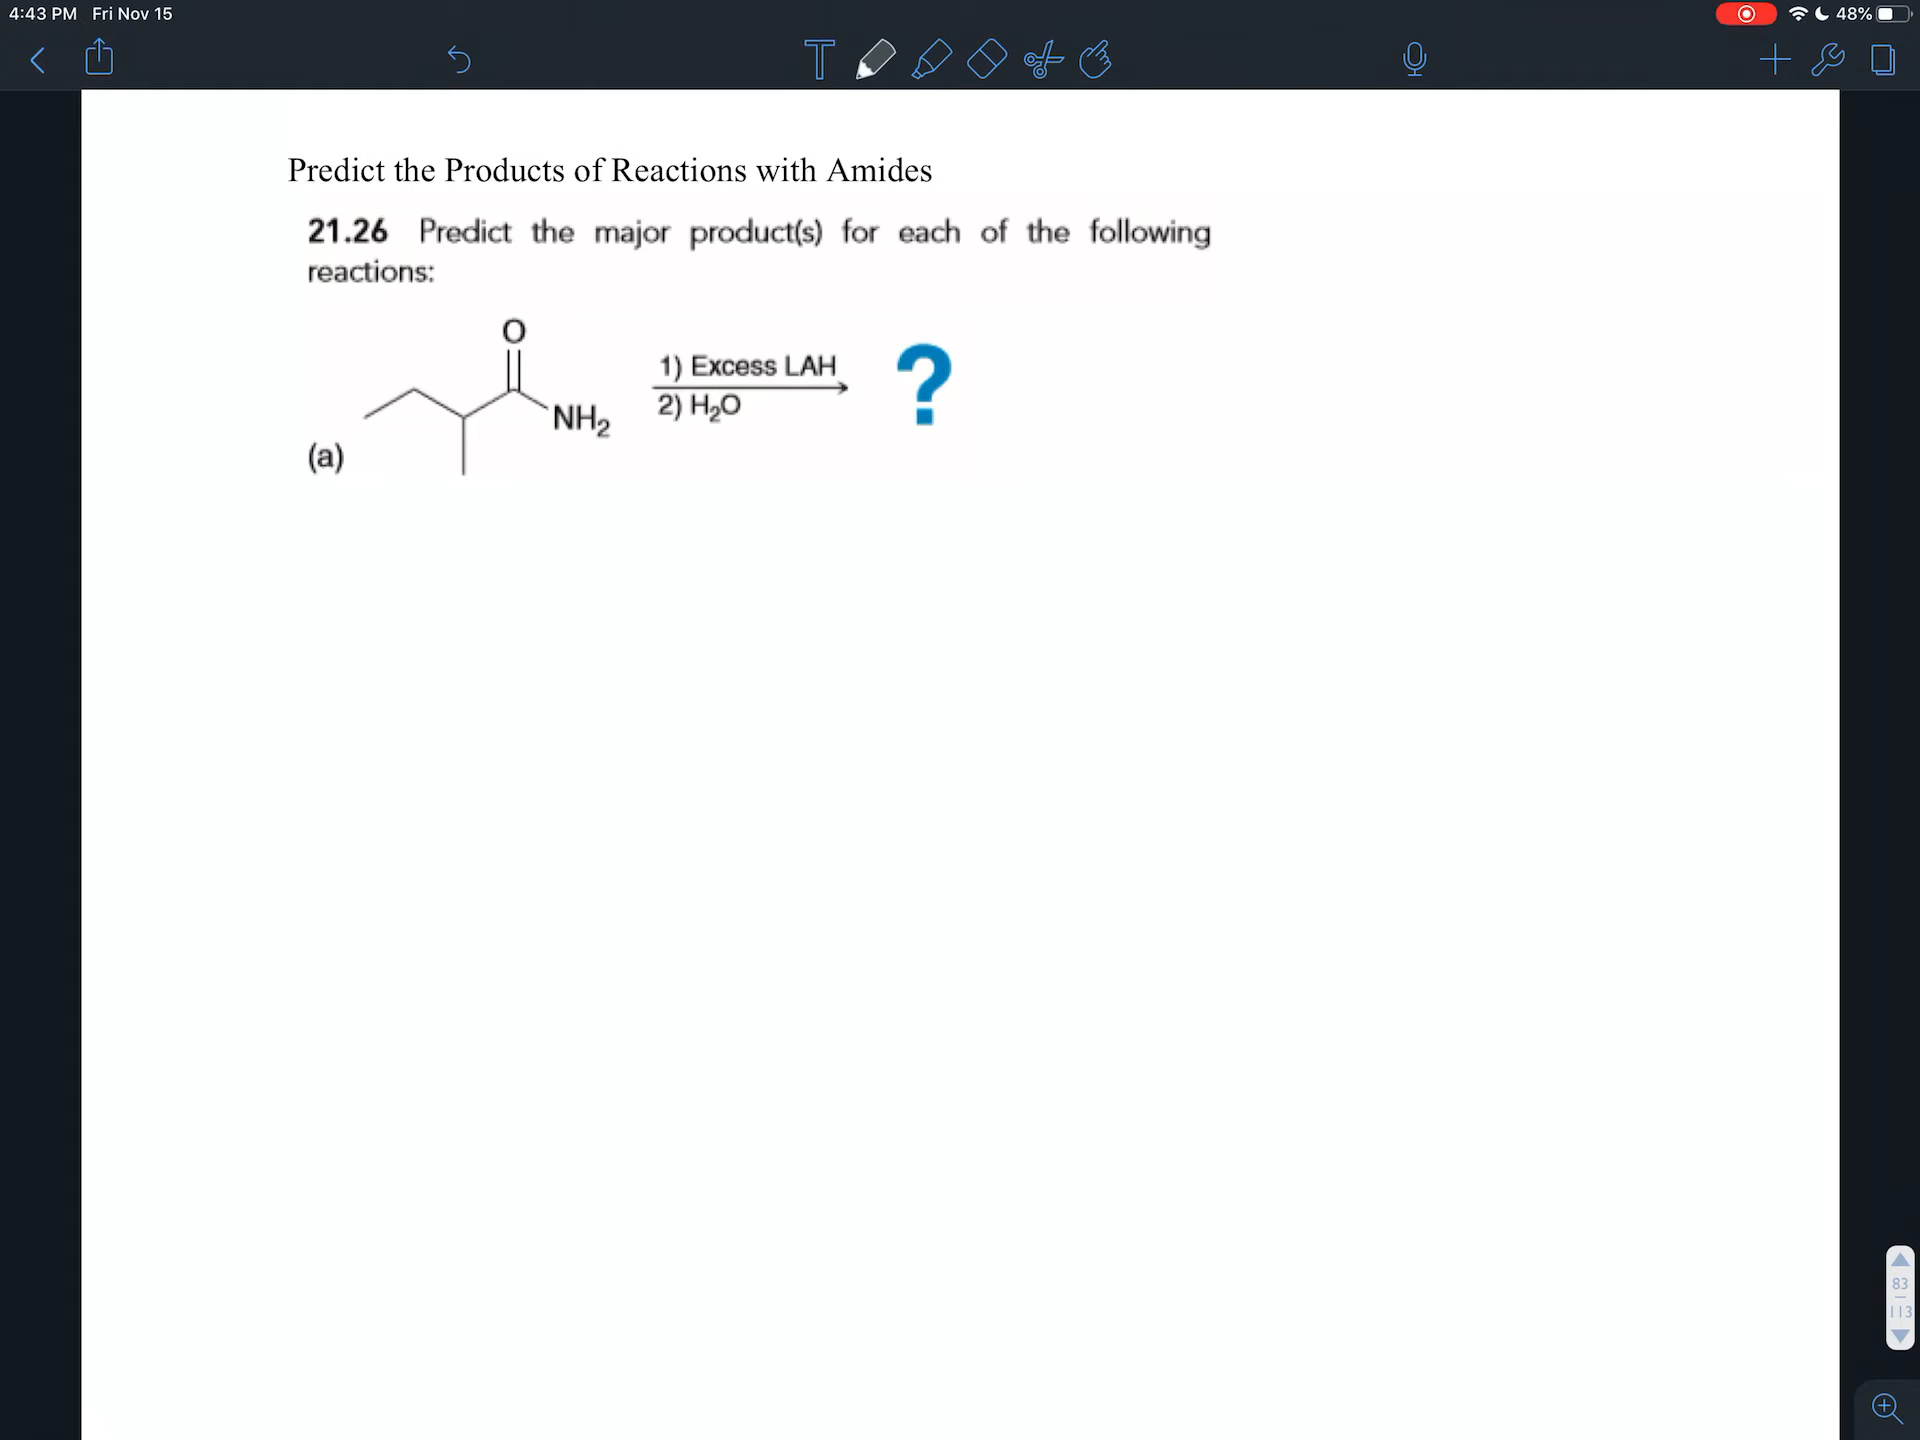 4:43 PM Fri Nov 15
48%
Predict the Products of Reactions with Amides
21.26 Predict the major product(s) for each of the following
reactions:
O
NH₂
1) Excess LAH
2) H₂O
?
(a)
83
113